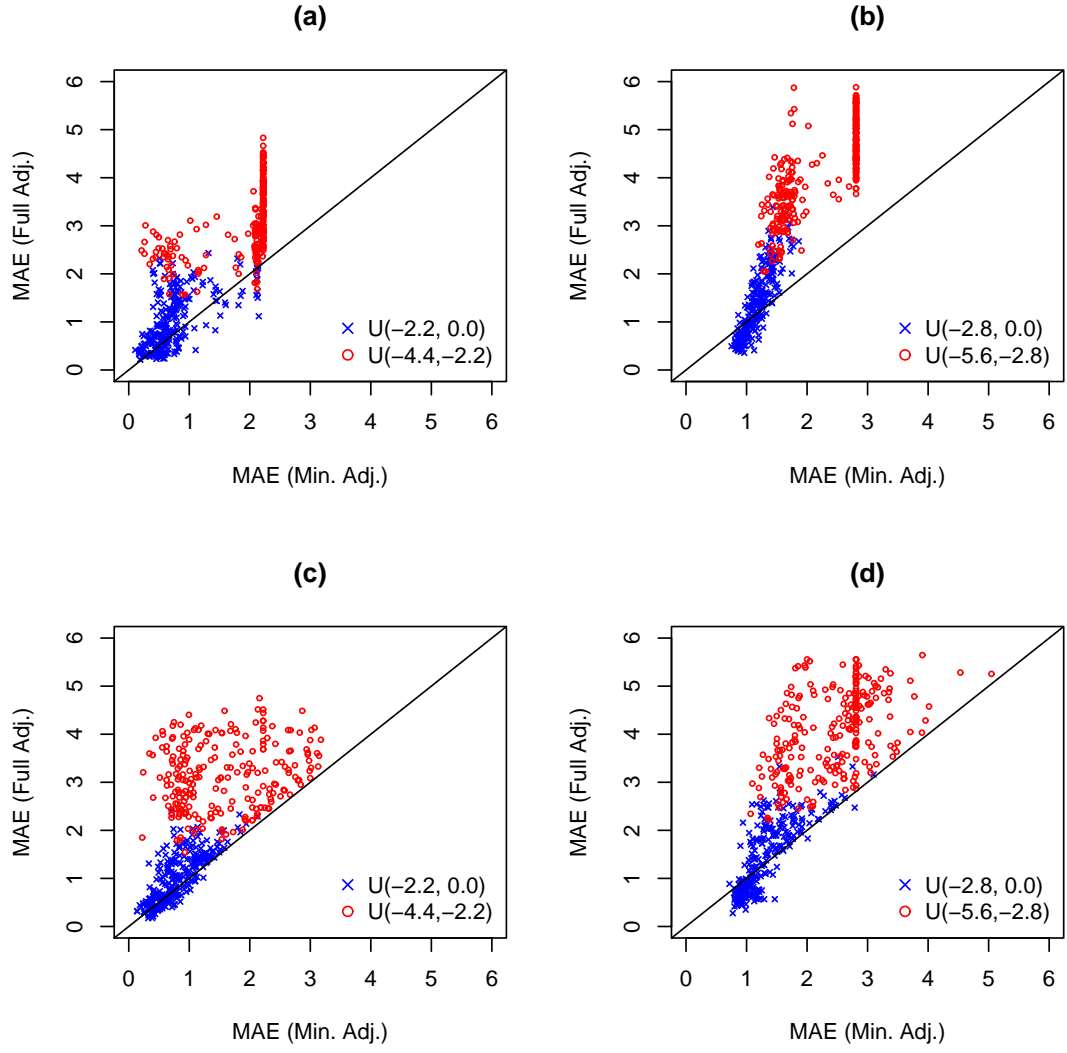 (a)
MAE (Full Adj.)
6
5
4
3
2
1
0
× U(−2.2, 0.0)
○ U(−4.4,−2.2)
0 1 2 3 4 5 6
MAE (Min. Adj.)
(b)
MAE (Full Adj.)
6
5
4
3
2
1
0
× U(−2.8, 0.0)
○ U(−5.6,−2.8)
0 1 2 3 4 5 6
MAE (Min. Adj.)
(c)
MAE (Full Adj.)
6
5
4
3
2
1
0
× U(−2.2, 0.0)
○ U(−4.4,−2.2)
0 1 2 3 4 5 6
MAE (Min. Adj.)
(d)
MAE (Full Adj.)
6
5
4
3
2
1
0
× U(−2.8, 0.0)
○ U(−5.6,−2.8)
0 1 2 3 4 5 6
MAE (Min. Adj.)